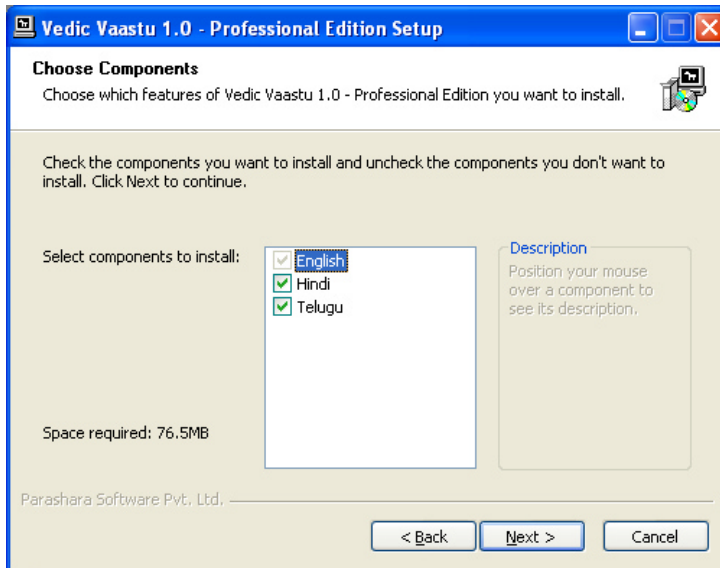 Vedic Vaastu 1.0 - Professional Edition Setup
Choose Components
Choose which features of Vedic Vaastu 1.0 - Professional Edition you want to install.
Check the components you want to install and uncheck the components you don't want to
install. Click Next to continue.
Select components to install:
English
Hindi
Telugu
Description
Position your mouse
over a component to
see its description.
Space required: 76.5MB
Parashara Software Pvt. Ltd.
< Back
Next >
Cancel